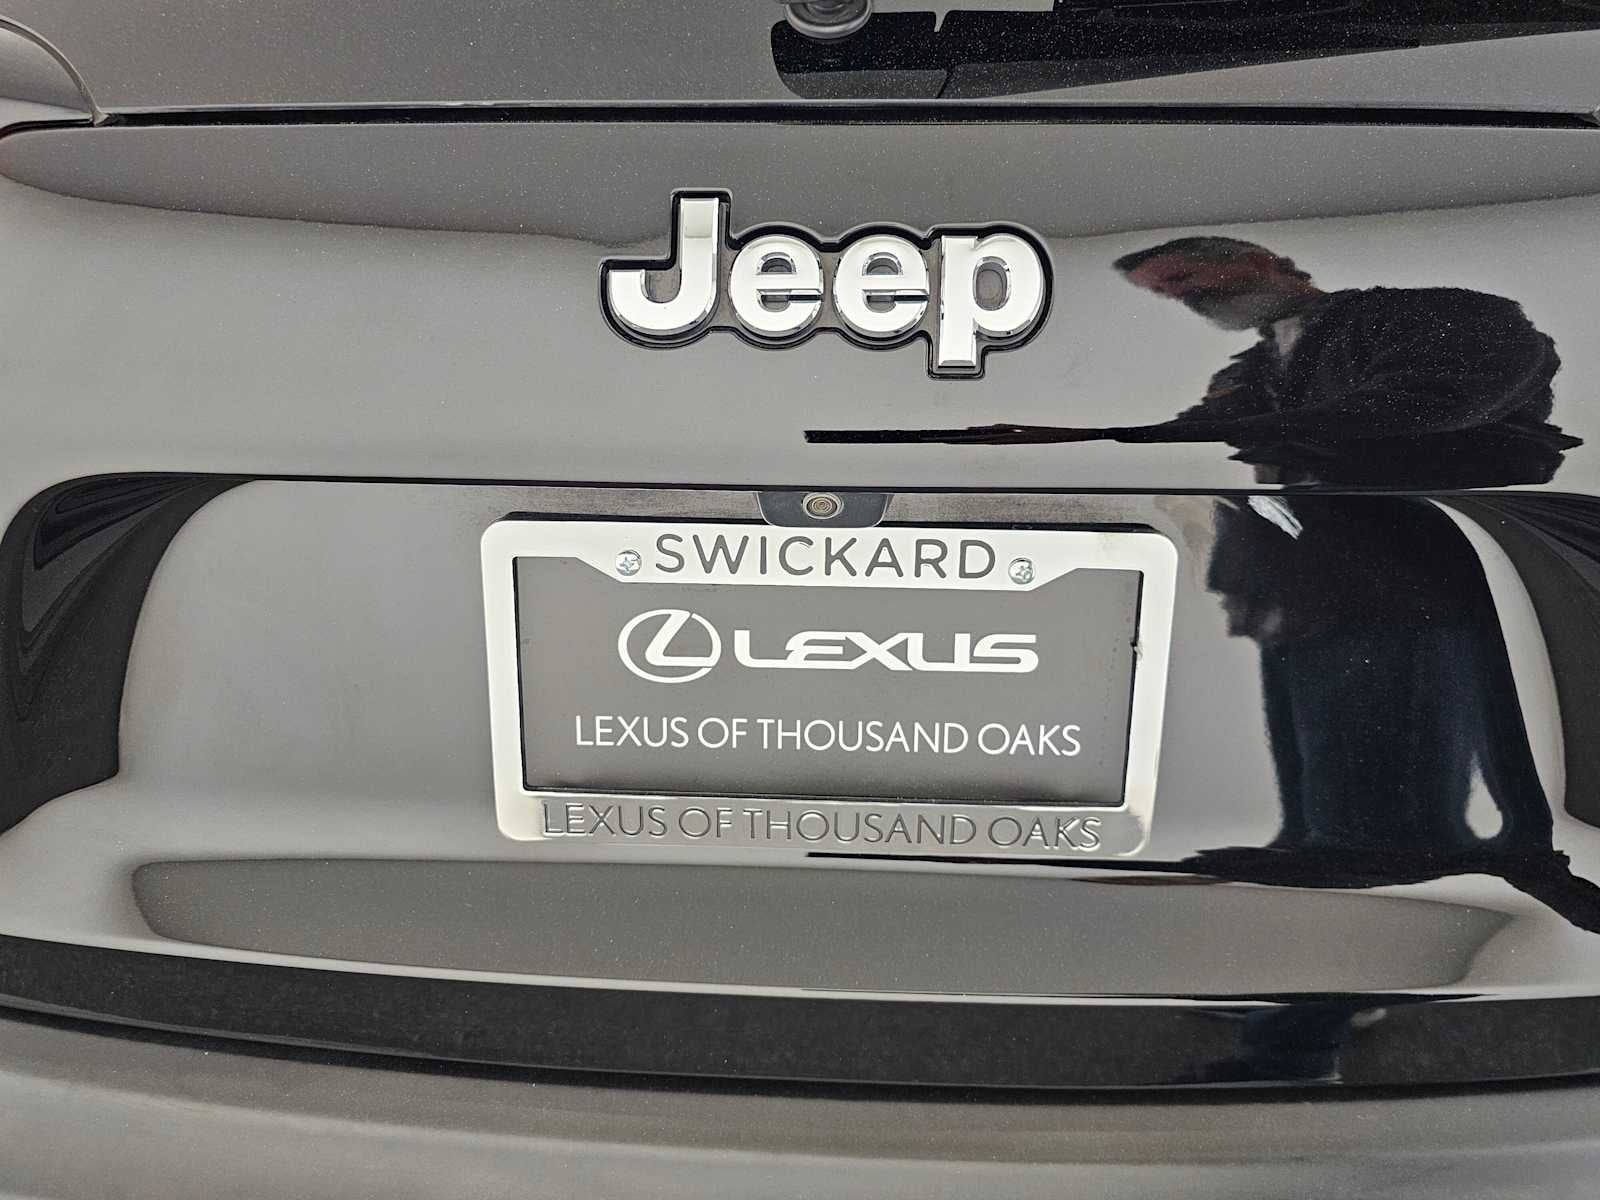 Jeep
SWICKARD
LEXUS
LEXUS OF THOUSAND OAKS
LEXUS OF THOUSAND OAKS